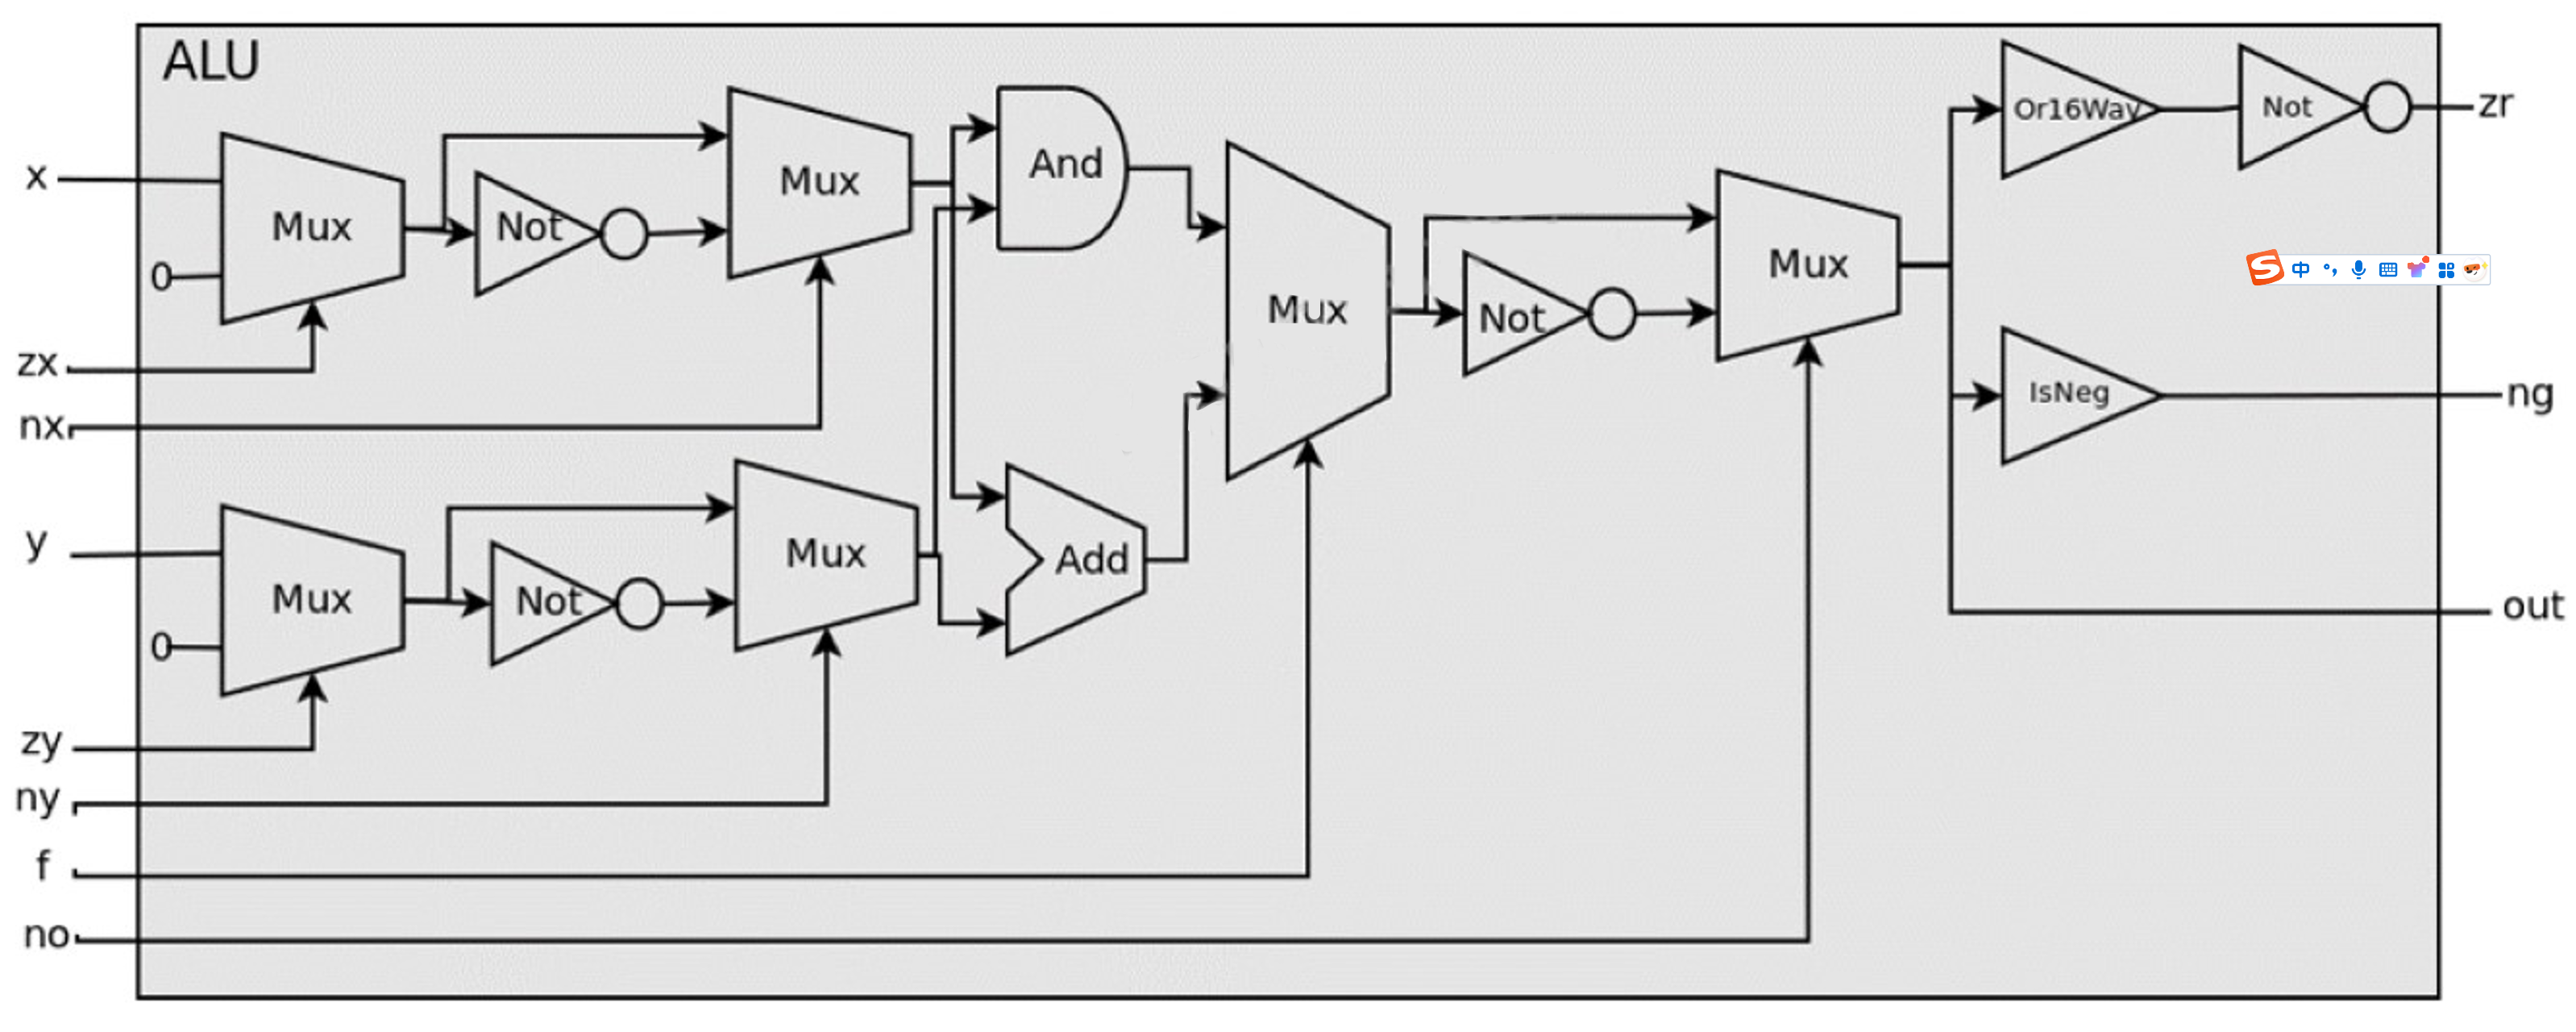 ALU
x
Mux
0
zx
nx
Not
Mux
And
y
Mux
0
zy
ny
Not
Mux
Add
f
no
Mux
Not
Mux
Or16Way
Not
zr
S 中 °,
IsNeg
ng
out